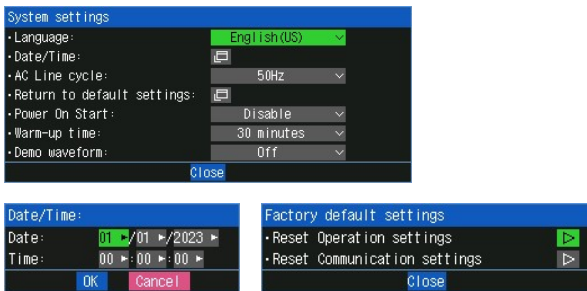 System settings
・Language: English(US)
・Date/Time:
・AC Line cycle: 50Hz
・Return to default settings:
・Power On Start: Disable
・Warm-up time: 30 minutes
・Demo waveform: Off
Close
Date/Time:
Date: 01 ►/01 ►/2023 ►
Time: 00 ►:00 ►:00 ►
OK Cancel
Factory default settings
・Reset Operation settings
・Reset Communication settings
Close